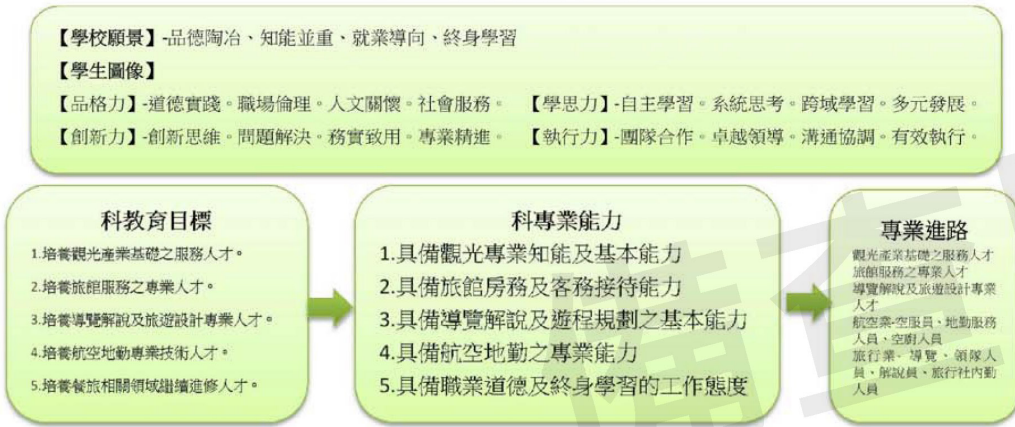 【學校願景】-品德陶冶、知能並重、就業導向、終身學習
【學生圖像】
【品格力】-道德實踐。職場倫理。人文關懷。社會服務。 【學思力】-自主學習。系統思考。跨域學習。多元發展。
【創新力】-創新思維。問題解決。務實致用。專業精進。 【執行力】-團隊合作。卓越領導。溝通協調。有效執行。
科教育目標
1.培養觀光產業基礎之服務人才。
2.培養旅館服務之專業人才。
3.培養導覽解說及旅遊設計專業人才。
4.培養航空地勤專業技術人才。
5.培養餐旅相關領域繼續進修人才。
科專業能力
1.具備觀光專業知能及基本能力
2.具備旅館房務及客務接待能力
3.具備導覽解說及遊程規劃之基本能力
4.具備航空地勤之專業能力
5.具備職業道德及終身學習的工作態度
專業進路
觀光產業基礎之服務人才
旅館服務之專業人才
導覽解說及旅遊設計專業
人才
航空業-空服員、地勤服務
人員、空廚人員
旅行業- 導覽、領隊人
員、解說員、旅行社內勤
人員
備查